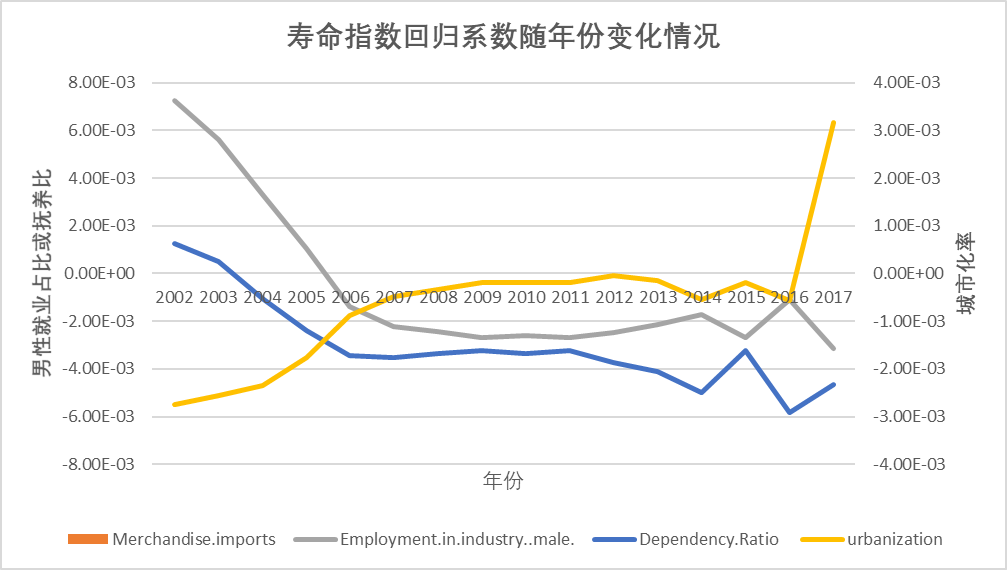 寿命指数回归系数随年份变化情况
8.00E-03
6.00E-03
4.00E-03
2.00E-03
0.00E+00
-2.00E-03
-4.00E-03
-6.00E-03
-8.00E-03
男性就业占比或抚养比
4.00E-03
3.00E-03
2.00E-03
1.00E-03
0.00E+00
-1.00E-03
-2.00E-03
-3.00E-03
-4.00E-03
城市化率
2002 2003 2004 2005 2006 2007 2008 2009 2010 2011 2012 2013 2014 2015 2016 2017
年份
Merchandise.imports Employment.in.industry..male. Dependency.Ratio urbanization